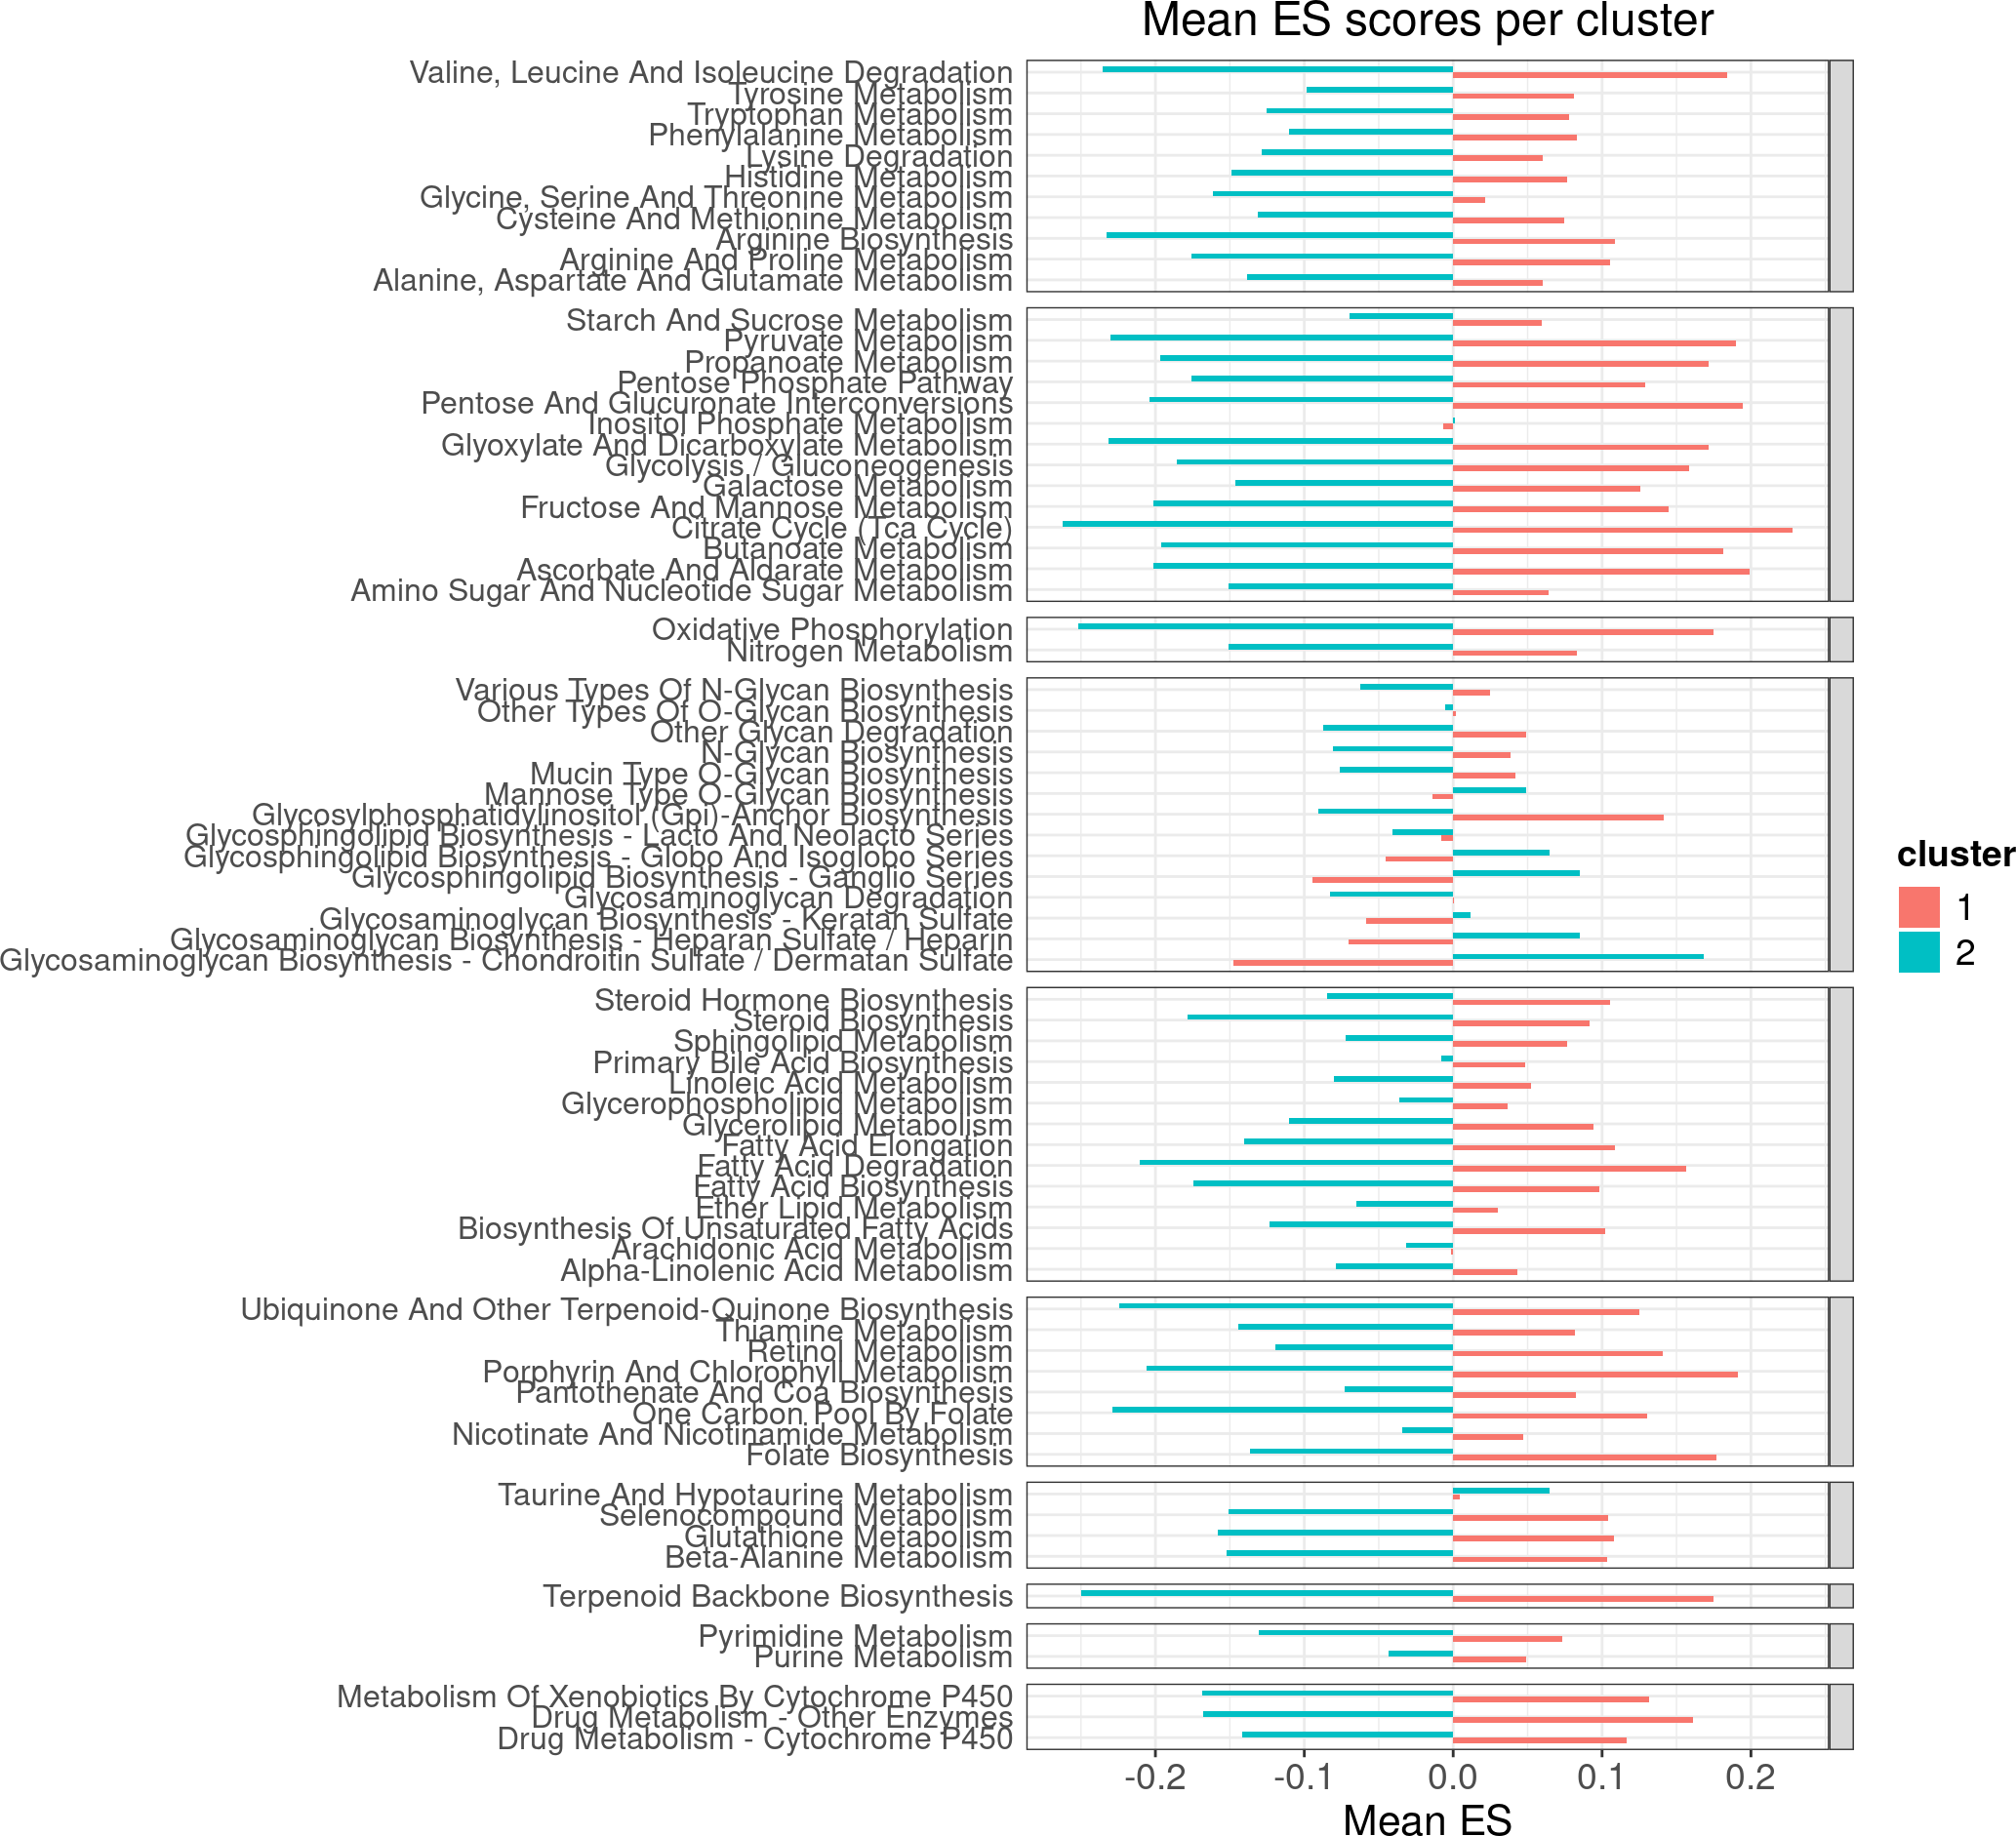 Mean ES scores per cluster
Valine, Leucine And Isoleucine Degradation
Tyrosine Metabolism
Tryptophan Metabolism
Phenylalanine Metabolism
Lysine Degradation
Histidine Metabolism
Glycine, Serine And Threonine Metabolism
Cysteine And Methionine Metabolism
Arginine Biosynthesis
Arginine And Proline Metabolism
Alanine, Aspartate And Glutamate Metabolism
Starch And Sucrose Metabolism
Pyruvate Metabolism
Propanoate Metabolism
Pentose Phosphate Pathway
Pentose And Glucuronate Interconversions
Inositol Phosphate Metabolism
Glyoxylate And Dicarboxylate Metabolism
Glycolysis / Gluconeogenesis
Galactose Metabolism
Fructose And Mannose Metabolism
Citrate Cycle (Tca Cycle)
Butanoate Metabolism
Ascorbate And Aldarate Metabolism
Amino Sugar And Nucleotide Sugar Metabolism
Oxidative Phosphorylation
Nitrogen Metabolism
Various Types Of N-Glycan Biosynthesis
Other Types Of O-Glycan Biosynthesis
Other Glycan Degradation
N-Glycan Biosynthesis
Mucin Type O-Glycan Biosynthesis
Mannose Type O-Glycan Biosynthesis
Glycosylphosphatidylinositol (Gpi)-Anchor Biosynthesis
Glycosphingolipid Biosynthesis - Lacto And Neolacto Series
Glycosphingolipid Biosynthesis - Globo And Isoglobo Series
Glycosphingolipid Biosynthesis - Ganglio Series
Glycosaminoglycan Degradation
Glycosaminoglycan Biosynthesis - Keratan Sulfate
Glycosaminoglycan Biosynthesis - Heparan Sulfate / Heparin
Glycosaminoglycan Biosynthesis - Chondroitin Sulfate / Dermatan Sulfate
Steroid Hormone Biosynthesis
Steroid Biosynthesis
Sphingolipid Metabolism
Primary Bile Acid Biosynthesis
Linoleic Acid Metabolism
Glycerophospholipid Metabolism
Glycerolipid Metabolism
Fatty Acid Elongation
Fatty Acid Degradation
Fatty Acid Biosynthesis
Ether Lipid Metabolism
Biosynthesis Of Unsaturated Fatty Acids
Arachidonic Acid Metabolism
Alpha-Linolenic Acid Metabolism
Ubiquinone And Other Terpenoid-Quinone Biosynthesis
Thiamine Metabolism
Retinol Metabolism
Porphyrin And Chlorophyll Metabolism
Pantothenate And Coa Biosynthesis
One Carbon Pool By Folate
Nicotinate And Nicotinamide Metabolism
Folate Biosynthesis
Taurine And Hypotaurine Metabolism
Selenocompound Metabolism
Glutathione Metabolism
Beta-Alanine Metabolism
Terpenoid Backbone Biosynthesis
Pyrimidine Metabolism
Purine Metabolism
Metabolism Of Xenobiotics By Cytochrome P450
Drug Metabolism - Other Enzymes
Drug Metabolism - Cytochrome P450
-0.2 -0.1 0.0 0.1 0.2
Mean ES
cluster
1
2